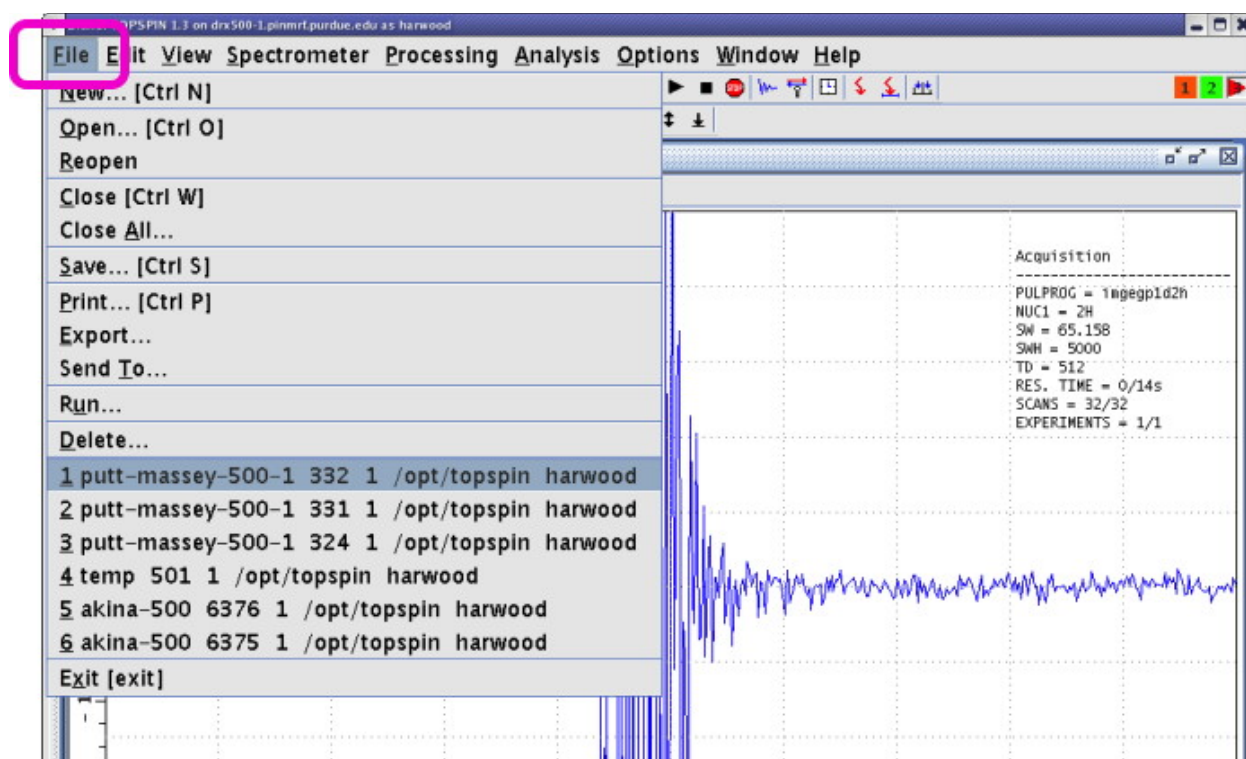 TOPSPIN 1.3 on drx500-1.pinmrf.purdue.edu as harwood
File Edit View Spectrometer Processing Analysis Options Window Help
New... [Ctrl N]
STOP
1 2 3
Open... [Ctrl O]
Reopen
Close [Ctrl W]
Close All...
Save... [Ctrl S]
Print... [Ctrl P]
Export...
Send To...
Run...
Delete...
1 putt-massey-500-1 332 1 /opt/topspin harwood
2 putt-massey-500-1 331 1 /opt/topspin harwood
3 putt-massey-500-1 324 1 /opt/topspin harwood
4 temp 501 1 /opt/topspin harwood
5 akina-500 6376 1 /opt/topspin harwood
6 akina-500 6375 1 /opt/topspin harwood
Exit [exit]
Acquisition
PULPROG = imgegp1d2h
NUC1 = 2H
SW = 65.158
SWH = 5000
TD = 512
RES. TIME = 0/14s
SCANS = 32/32
EXPERIMENTS = 1/1